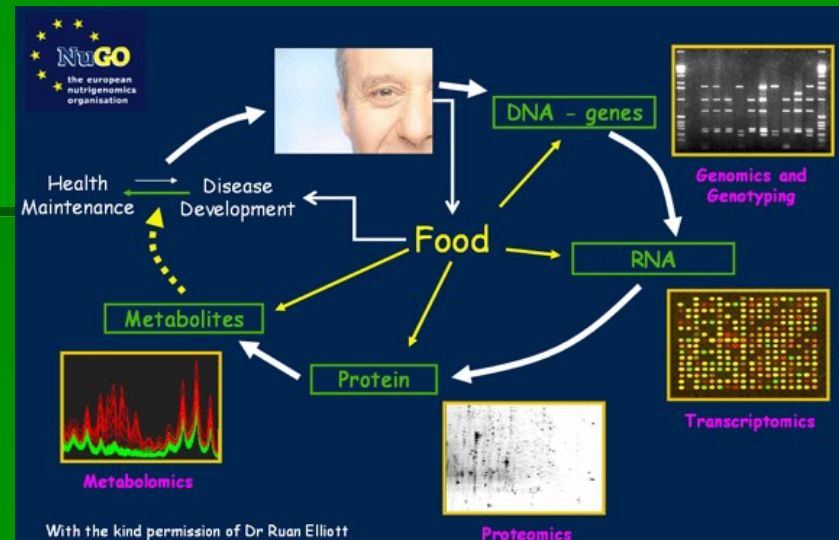 NuGO
the european
nutrigenomics
organisation
DNA - genes
Genomics and
Genotyping
Health
Maintenance
Disease
Development
Food
RNA
Transcriptomics
Metabolites
Protein
Metabolomics
Proteomics
With the kind permission of Dr Ruan Elliott